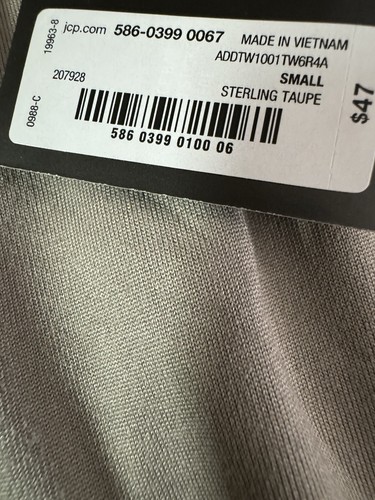 19963-8
jcp.com 586-0399 0067 MADE IN VIETNAM
ADDTW1001TW6R4A
207928 SMALL
STERLING TAUPE
0988-C
586 0399 0100 06
$47